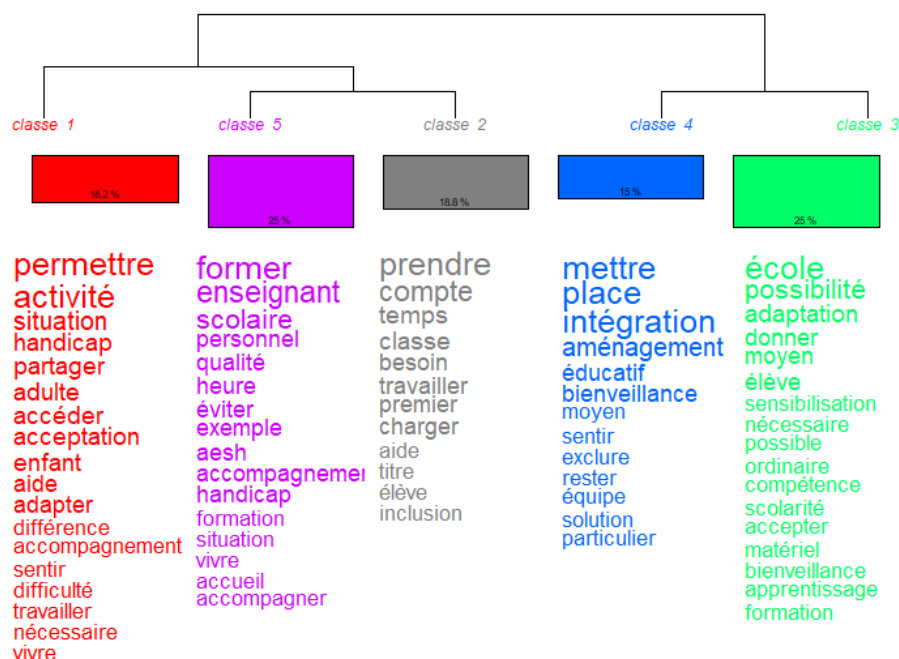 classe 1
classe 5
classe 2
classe 4
classe 3
16.2 %
25 %
18.8 %
15 %
25 %
permettre
activité
situation
handicap
partager
adulte
accéder
acceptation
enfant
aide
adapter
différence
accompagnement
sentir
difficulté
travailler
nécessaire
vivre
former
enseignant
scolaire
personnel
qualité
heure
éviter
exemple
aesh
accompagnemer
handicap
formation
situation
vivre
accueil
accompagner
prendre
compte
temps
classe
besoin
travailler
premier
charger
aide
titre
élève
inclusion
mettre
place
intégration
aménagement
éducatif
bienveillance
moyen
sentir
exclure
rester
équipe
solution
particulier
école
possibilité
adaptation
donner
moyen
élève
sensibilisation
nécessaire
possible
ordinaire
compétence
scolarité
accepter
matériel
bienveillance
apprentissage
formation